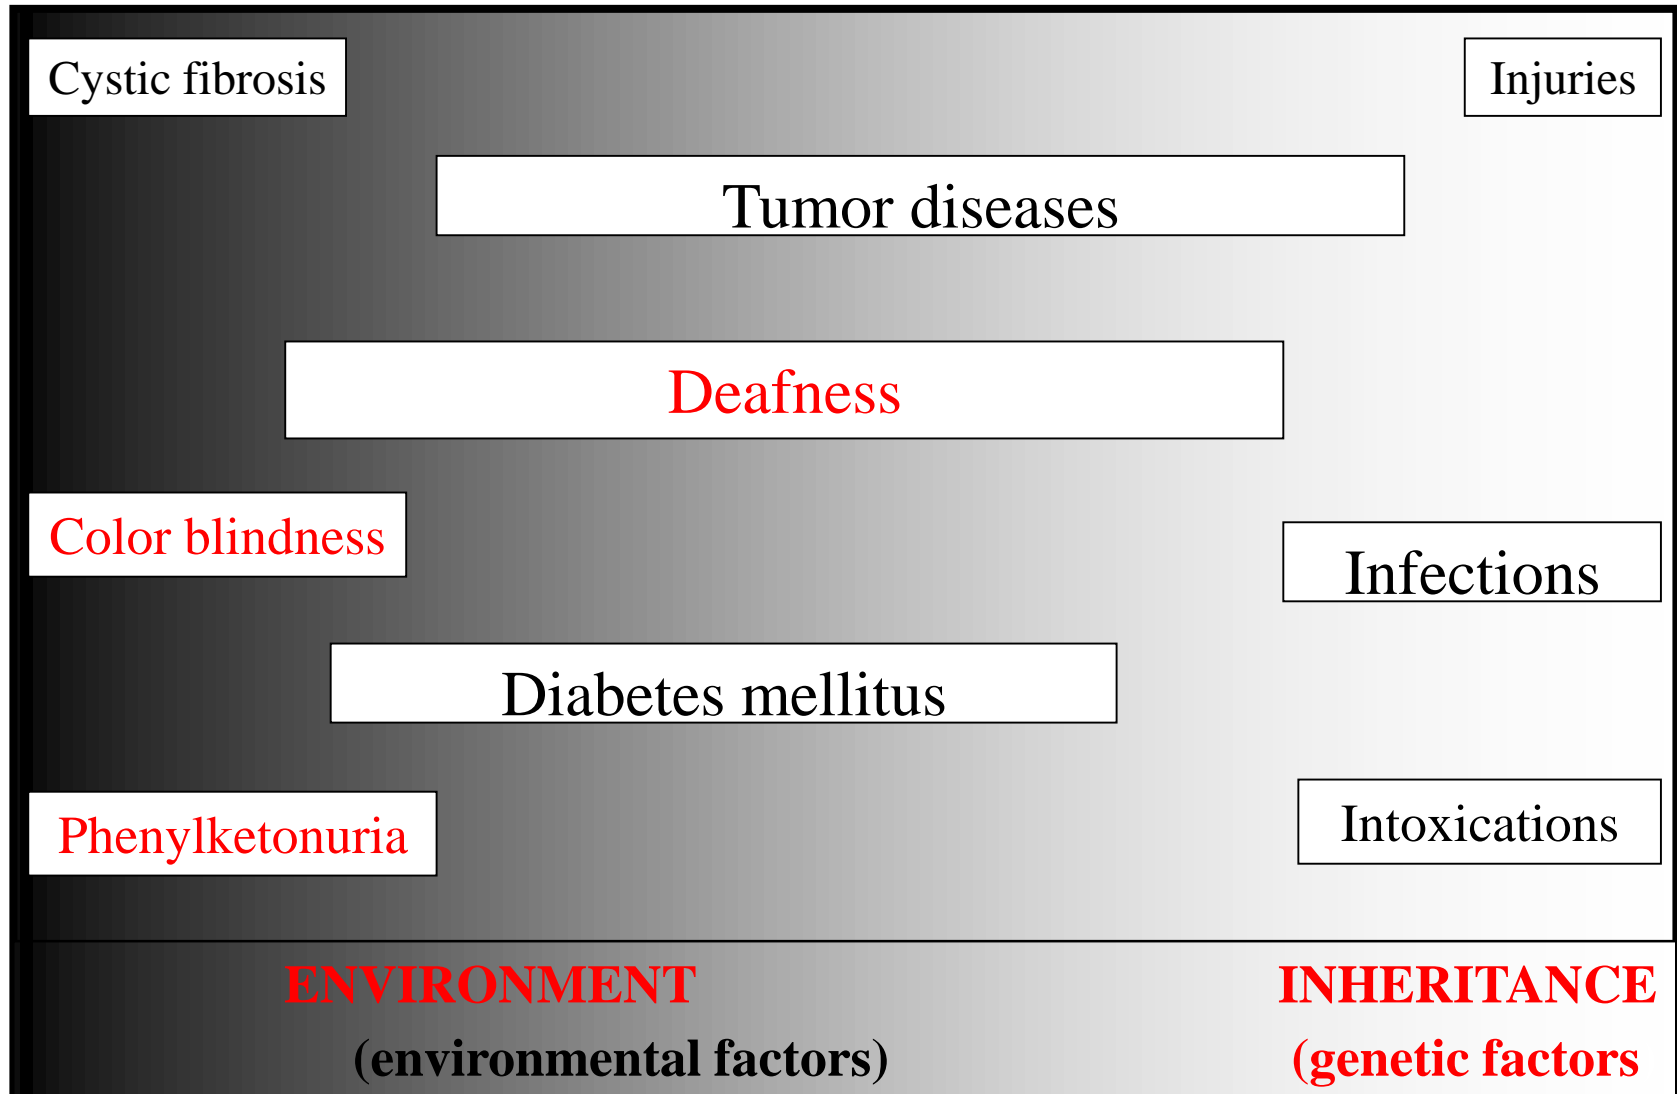 Cystic fibrosis
Injuries
Tumor diseases
Deafness
Color blindness
Infections
Diabetes mellitus
Phenylketonuria
Intoxications
ENVIRONMENT
INHERITANCE
(environmental factors)
(genetic factors